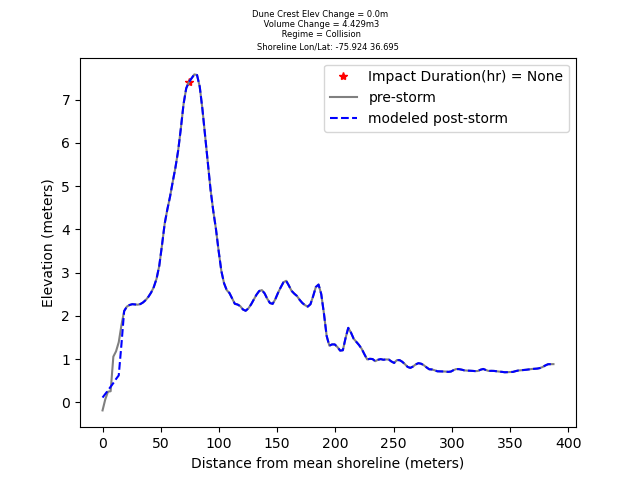 Dune Crest Elev Change = 0.0m
Volume Change = 4.429m3
Regime = Collision
Shoreline Lon/Lat: -75.924 36.695
Impact Duration(hr) = None
pre-storm
modeled post-storm
Elevation (meters)
7
6
5
4
3
2
1
0
0 50 100 150 200 250 300 350 400
Distance from mean shoreline (meters)